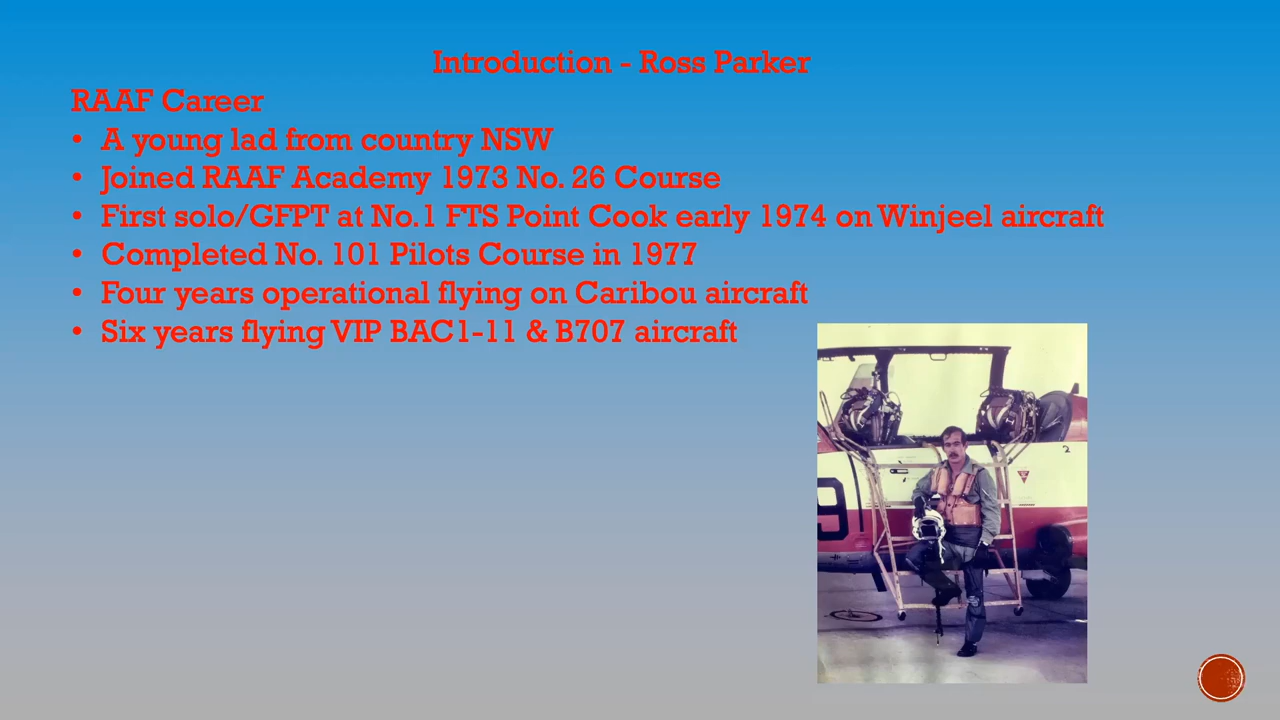 Introduction - Ross Parker
RAAF Career
• A young lad from country NSW
• Joined RAAF Academy 1973 No. 26 Course
• First solo/GFPT at No.1 FTS Point Cook early 1974 on Winjeel aircraft
• Completed No. 101 Pilots Course in 1977
• Four years operational flying on Caribou aircraft
• Six years flying VIP BAC1-11 & B707 aircraft
2